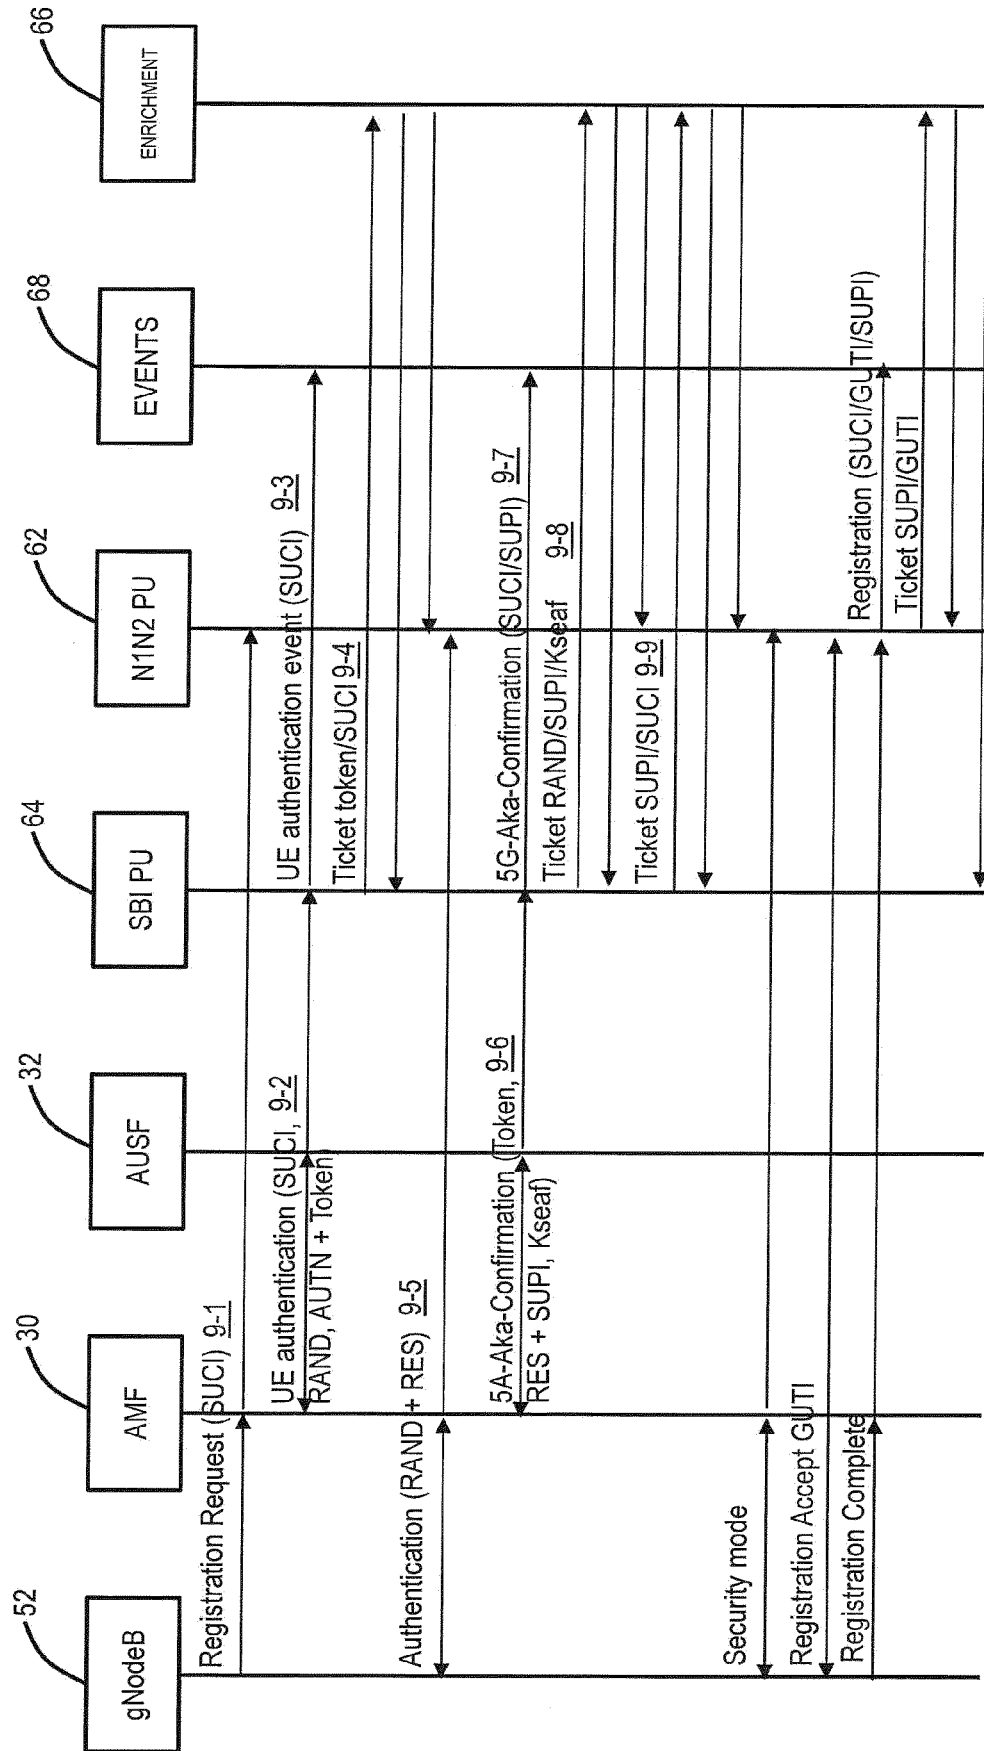 52
30
32
64
62
68
66
gNodeB
AMF
AUSF
SBI PU
N1N2 PU
EVENTS
ENRICHMENT
Registration Request (SUCI) 9-1
UE authentication (SUCI, 9-2
RAND, AUTN + Token)
UE authentication event (SUCI) 9-3
Ticket token/SUCI 9-4
Authentication (RAND + RES) 9-5
5A-Aka-Confirmation (Token, 9-6
RES + SUPI, Kseaf)
5G-Aka-Confirmation (SUCI/SUPI) 9-7
Ticket RAND/SUPI/Kseaf 9-8
Ticket SUPI/SUCI 9-9
Security mode
Registration Accept GUTI
Registration Complete
Registration (SUCI/GUTI/SUPI)
Ticket SUPI/GUTI